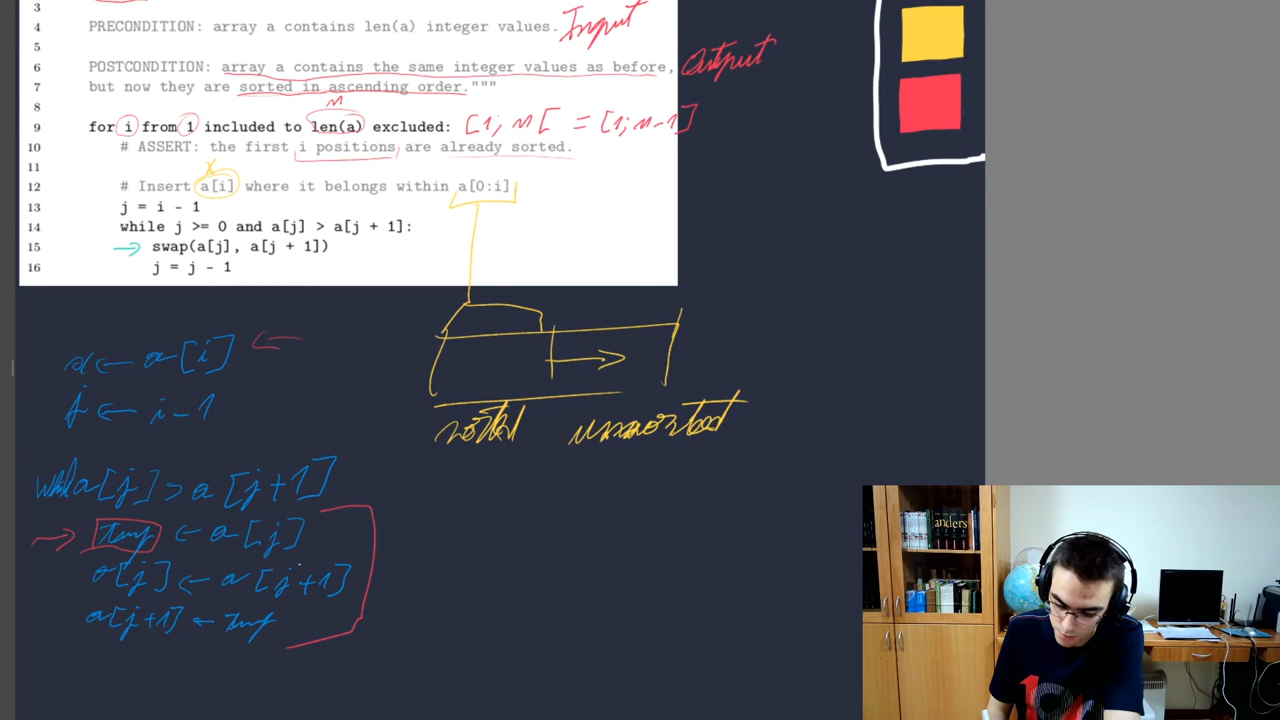 3
4 PRECONDITION: array a contains len(a) integer values. Input
5
6 POSTCONDITION: array a contains the same integer values as before, Output
7 but now they are sorted in ascending order."""
8 n
9 for i from 1 included to len(a) excluded: [1; n[ = [1; n-1]
10 # ASSERT: the first i positions are already sorted.
11 x
12 # Insert a[i] where it belongs within a[0:i]
13 j = i - 1
14 while j >= 0 and a[j] > a[j + 1]:
15 → swap(a[j], a[j + 1])
16 j = j - 1
x ← a[i] ←
j ← i - 1
sorted unsorted
while a[j] > a[j+1]
→ tmp ← a[j]
a[j] ← a[j+1]
a[j+1] ← tmp
anders